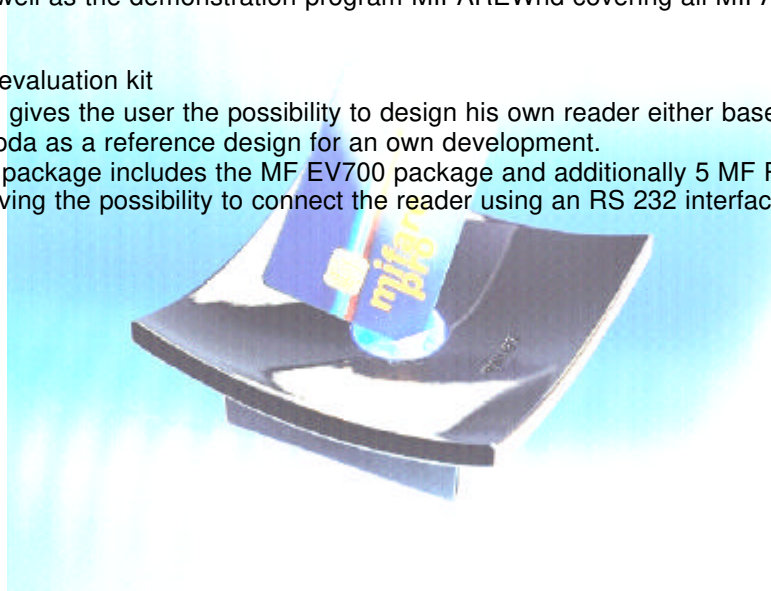 well as the demonstration program MIFAREWnd covering all MIFA
evaluation kit
gives the user the possibility to design his own reader either base
oda as a reference design for an own development.
package includes the MF EV700 package and additionally 5 MF R
ving the possibility to connect the reader using an RS 232 interfac
mifare
pro